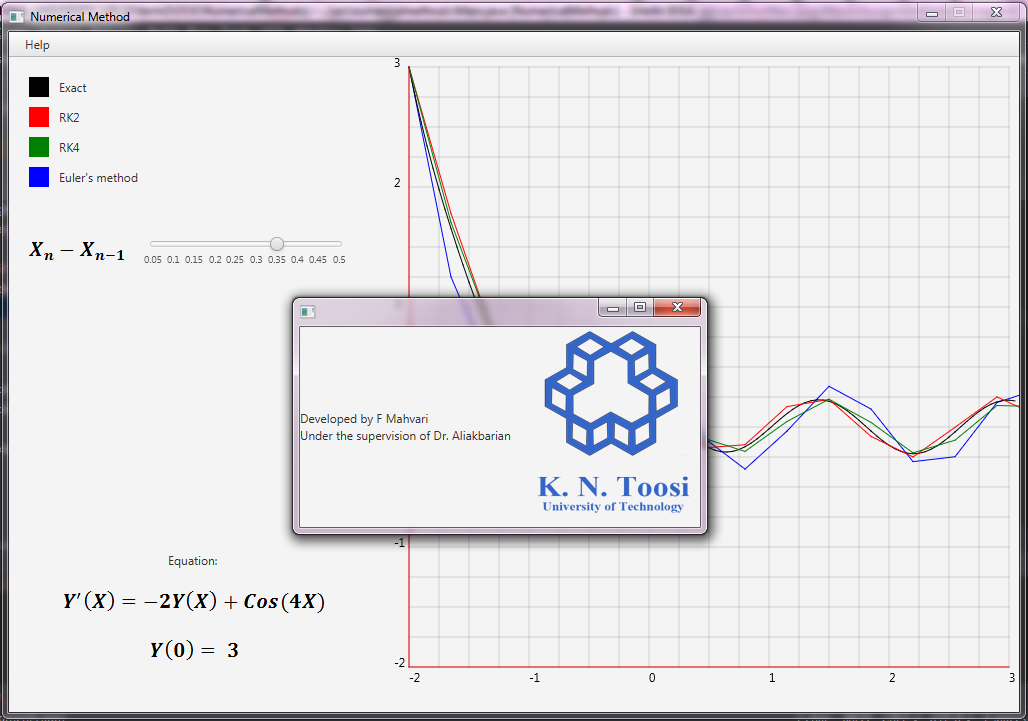 Numerical Method
Help
Exact
RK2
RK4
Euler's method
Xₙ − Xₙ₋₁
0.05 0.1 0.15 0.2 0.25 0.3 0.35 0.4 0.45 0.5
3
2
-1
-2
-2 -1 0 1 2 3
Developed by F Mahvari
Under the supervision of Dr. Aliakbarian
K. N. Toosi
University of Technology
Equation:
Y′(X) = −2Y(X) + Cos(4X)
Y(0) = 3